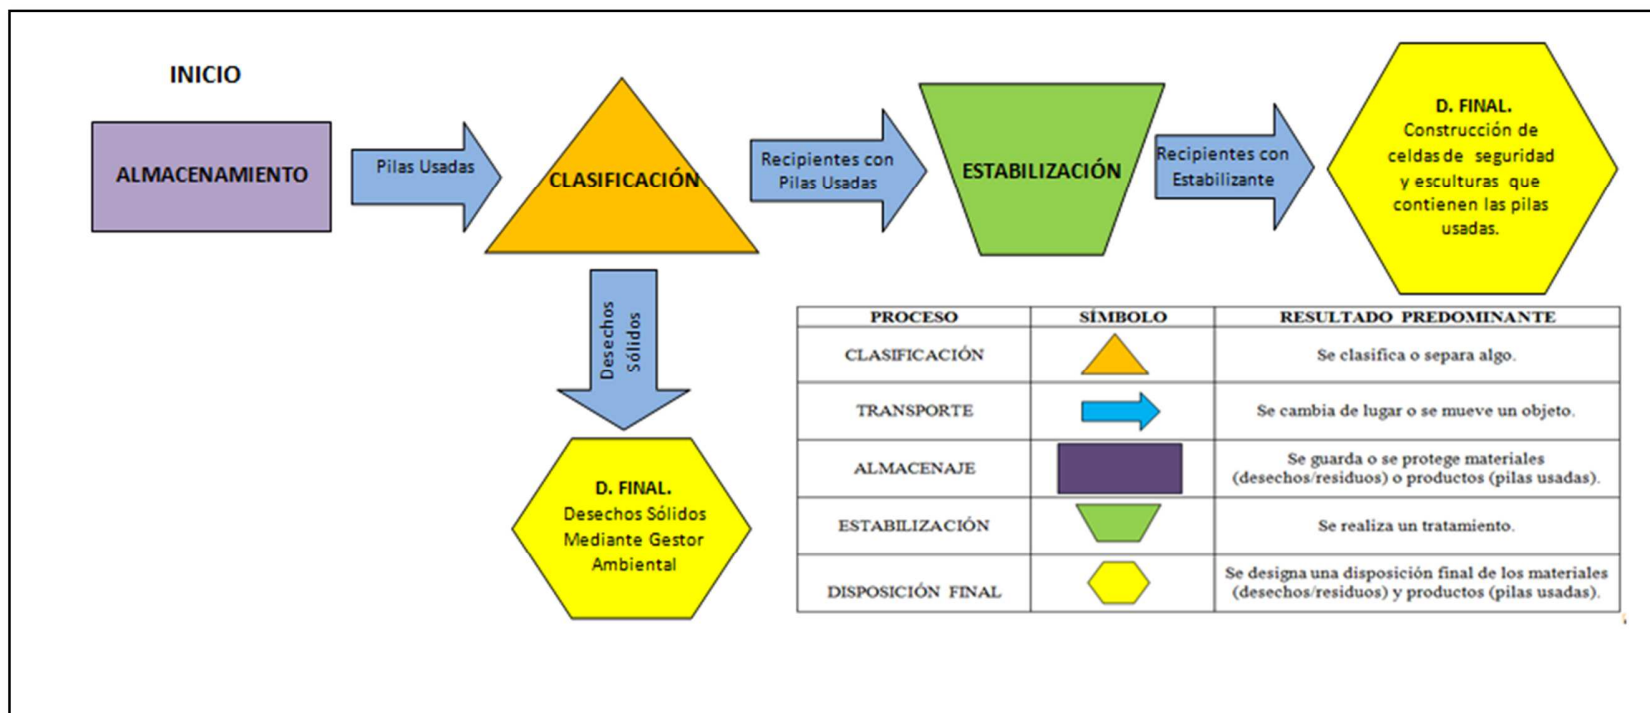 INICIO
ALMACENAMIENTO
Pilas Usadas
CLASIFICACIÓN
Recipientes con
Pilas Usadas
ESTABILIZACIÓN
Recipientes con
Estabilizante
D. FINAL.
Construcción de
celdas de seguridad
y esculturas que
contienen las pilas
usadas.
Desechos
Sólidos
D. FINAL.
Desechos Sólidos
Mediante Gestor
Ambiental
PROCESO SÍMBOLO RESULTADO PREDOMINANTE
CLASIFICACIÓN Se clasifica o separa algo.
TRANSPORTE Se cambia de lugar o se mueve un objeto.
ALMACENAJE Se guarda o se protege materiales
(desechos/residuos) o productos (pilas usadas).
ESTABILIZACIÓN Se realiza un tratamiento.
DISPOSICIÓN FINAL Se designa una disposición final de los materiales
(desechos/residuos) y productos (pilas usadas).